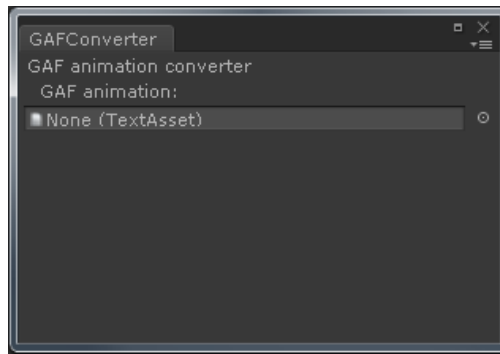 GAFConverter
GAF animation converter
GAF animation:
None (TextAsset)